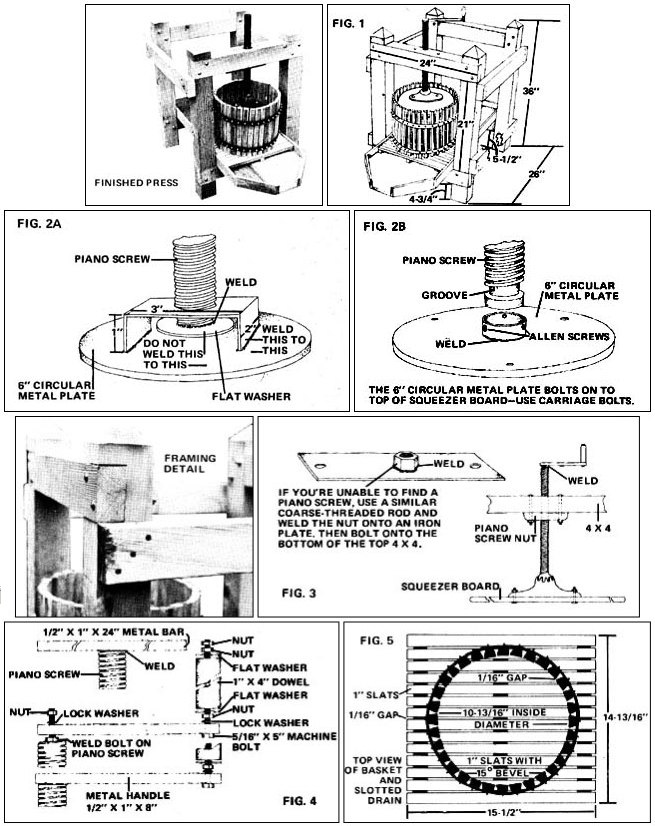 FINISHED PRESS
FIG. 1
24"
36"
21"
5-1/2"
26"
4-3/4"
FIG. 2A
PIANO SCREW
WELD
3"
1"
2"
WELD
THIS TO
THIS
DO NOT
WELD THIS
TO THIS
6" CIRCULAR
METAL PLATE
FLAT WASHER
FIG. 2B
PIANO SCREW
GROOVE
6" CIRCULAR
METAL PLATE
WELD
ALLEN SCREWS
THE 6" CIRCULAR METAL PLATE BOLTS ON TO
TOP OF SQUEEZER BOARD—USE CARRIAGE BOLTS.
FRAMING
DETAIL
WELD
IF YOU'RE UNABLE TO FIND A
PIANO SCREW, USE A SIMILAR
COARSE-THREADED ROD AND
WELD THE NUT ONTO AN IRON
PLATE. THEN BOLT ONTO THE
BOTTOM OF THE TOP 4 X 4.
FIG. 3
WELD
PIANO
SCREW NUT
4 X 4
SQUEEZER BOARD
1/2" X 1" X 24" METAL BAR
PIANO SCREW
WELD
NUT
NUT
FLAT WASHER
1" X 4" DOWEL
FLAT WASHER
NUT
LOCK WASHER
5/16" X 5" MACHINE
BOLT
NUT
LOCK WASHER
WELD BOLT ON
PIANO SCREW
METAL HANDLE
1/2" X 1" X 8"
FIG. 4
FIG. 5
1/16" GAP
1" SLATS
1/16" GAP
10-13/16" INSIDE
DIAMETER
14-13/16"
1" SLATS WITH
15° BEVEL
TOP VIEW
OF BASKET
AND
SLOTTED
DRAIN
15-1/2"